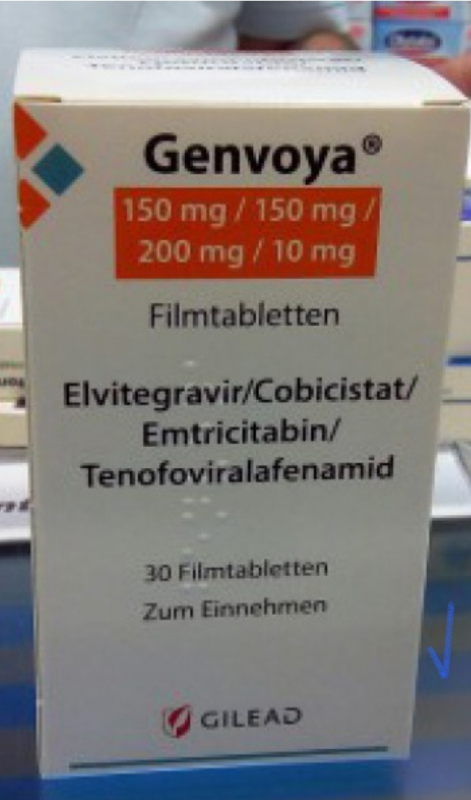 Genvoya®
150 mg / 150 mg /
200 mg / 10 mg
Filmtabletten
Elvitegravir/Cobicistat/
Emtricitabin/
Tenofoviralafenamid
30 Filmtabletten
Zum Einnehmen
GILEAD